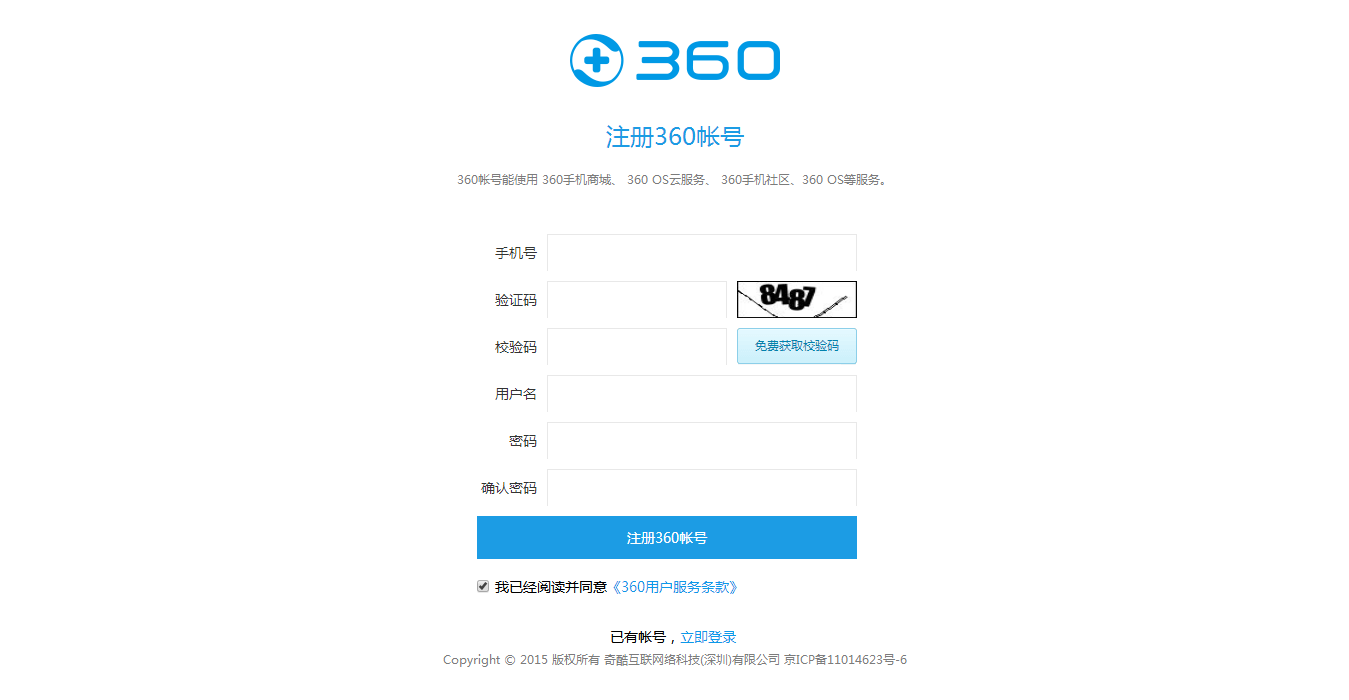 360
注册360帐号
360帐号能使用 360手机商城、 360 OS云服务、 360手机社区、360 OS等服务。
手机号
验证码 8487
校验码 免费获取校验码
用户名
密码
确认密码
注册360帐号
我已经阅读并同意《360用户服务条款》
已有帐号，立即登录
Copyright © 2015 版权所有 奇酷互联网络科技(深圳)有限公司 京ICP备11014623号-6